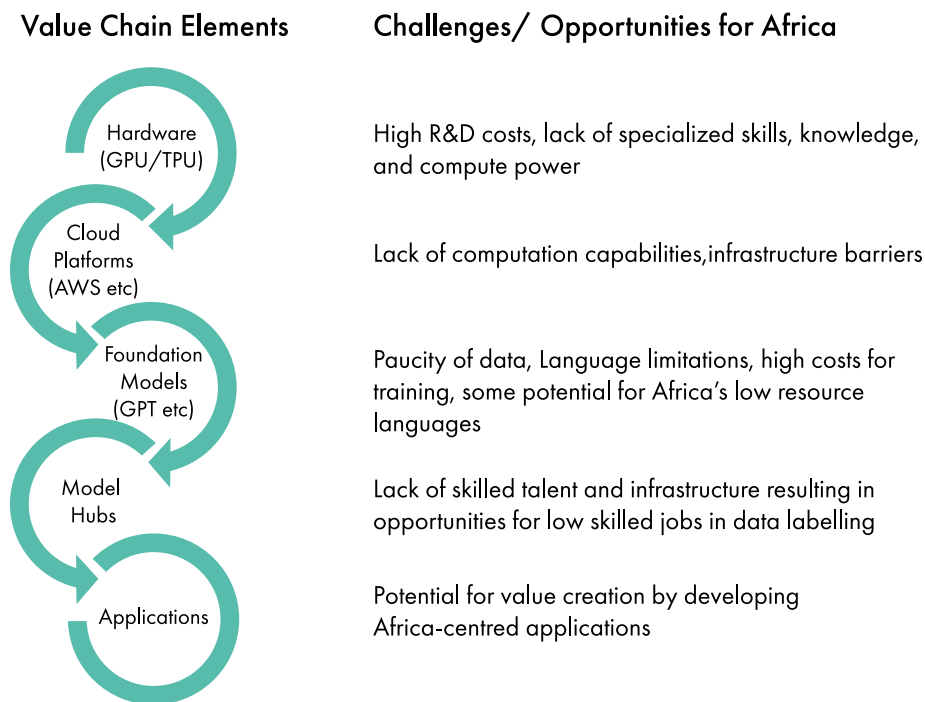 Value Chain Elements
Challenges/ Opportunities for Africa
Hardware
(GPU/TPU)
High R&D costs, lack of specialized skills, knowledge,
and compute power
Cloud
Platforms
(AWS etc)
Lack of computation capabilities,infrastructure barriers
Foundation
Models
(GPT etc)
Paucity of data, Language limitations, high costs for
training, some potential for Africa’s low resource
languages
Model
Hubs
Lack of skilled talent and infrastructure resulting in
opportunities for low skilled jobs in data labelling
Applications
Potential for value creation by developing
Africa-centred applications